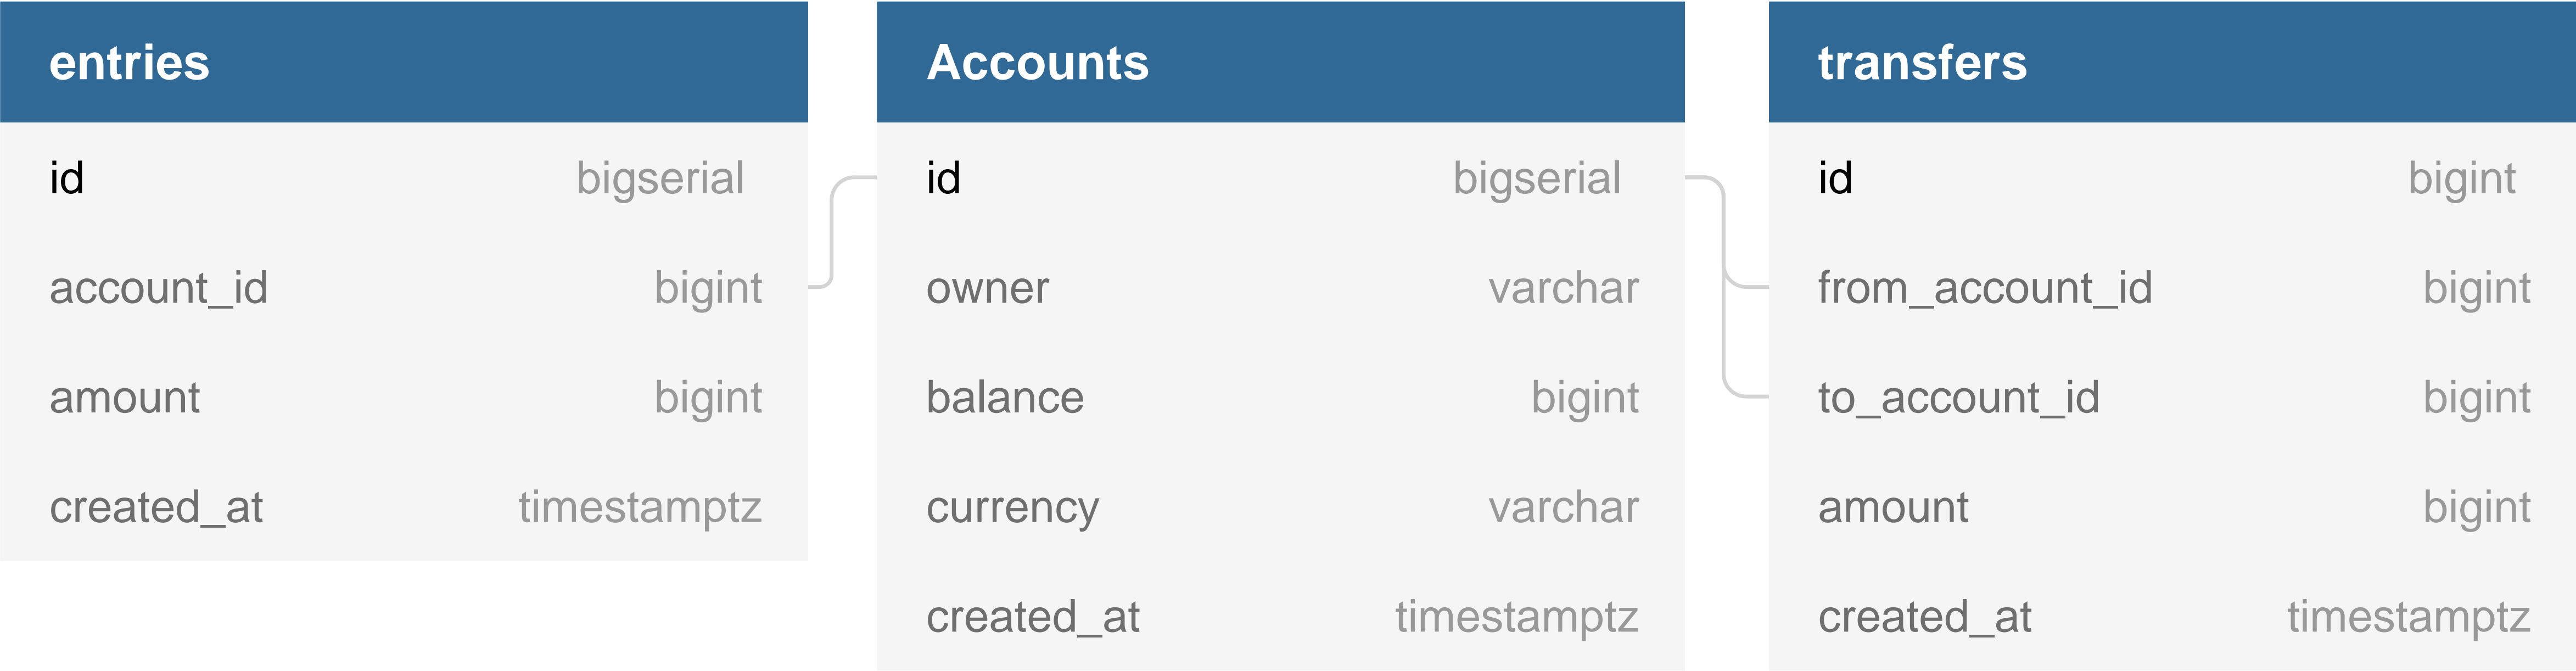 entries
id bigserial
account_id bigint
amount bigint
created_at timestamptz
Accounts
id bigserial
owner varchar
balance bigint
currency varchar
created_at timestamptz
transfers
id bigint
from_account_id bigint
to_account_id bigint
amount bigint
created_at timestamptz